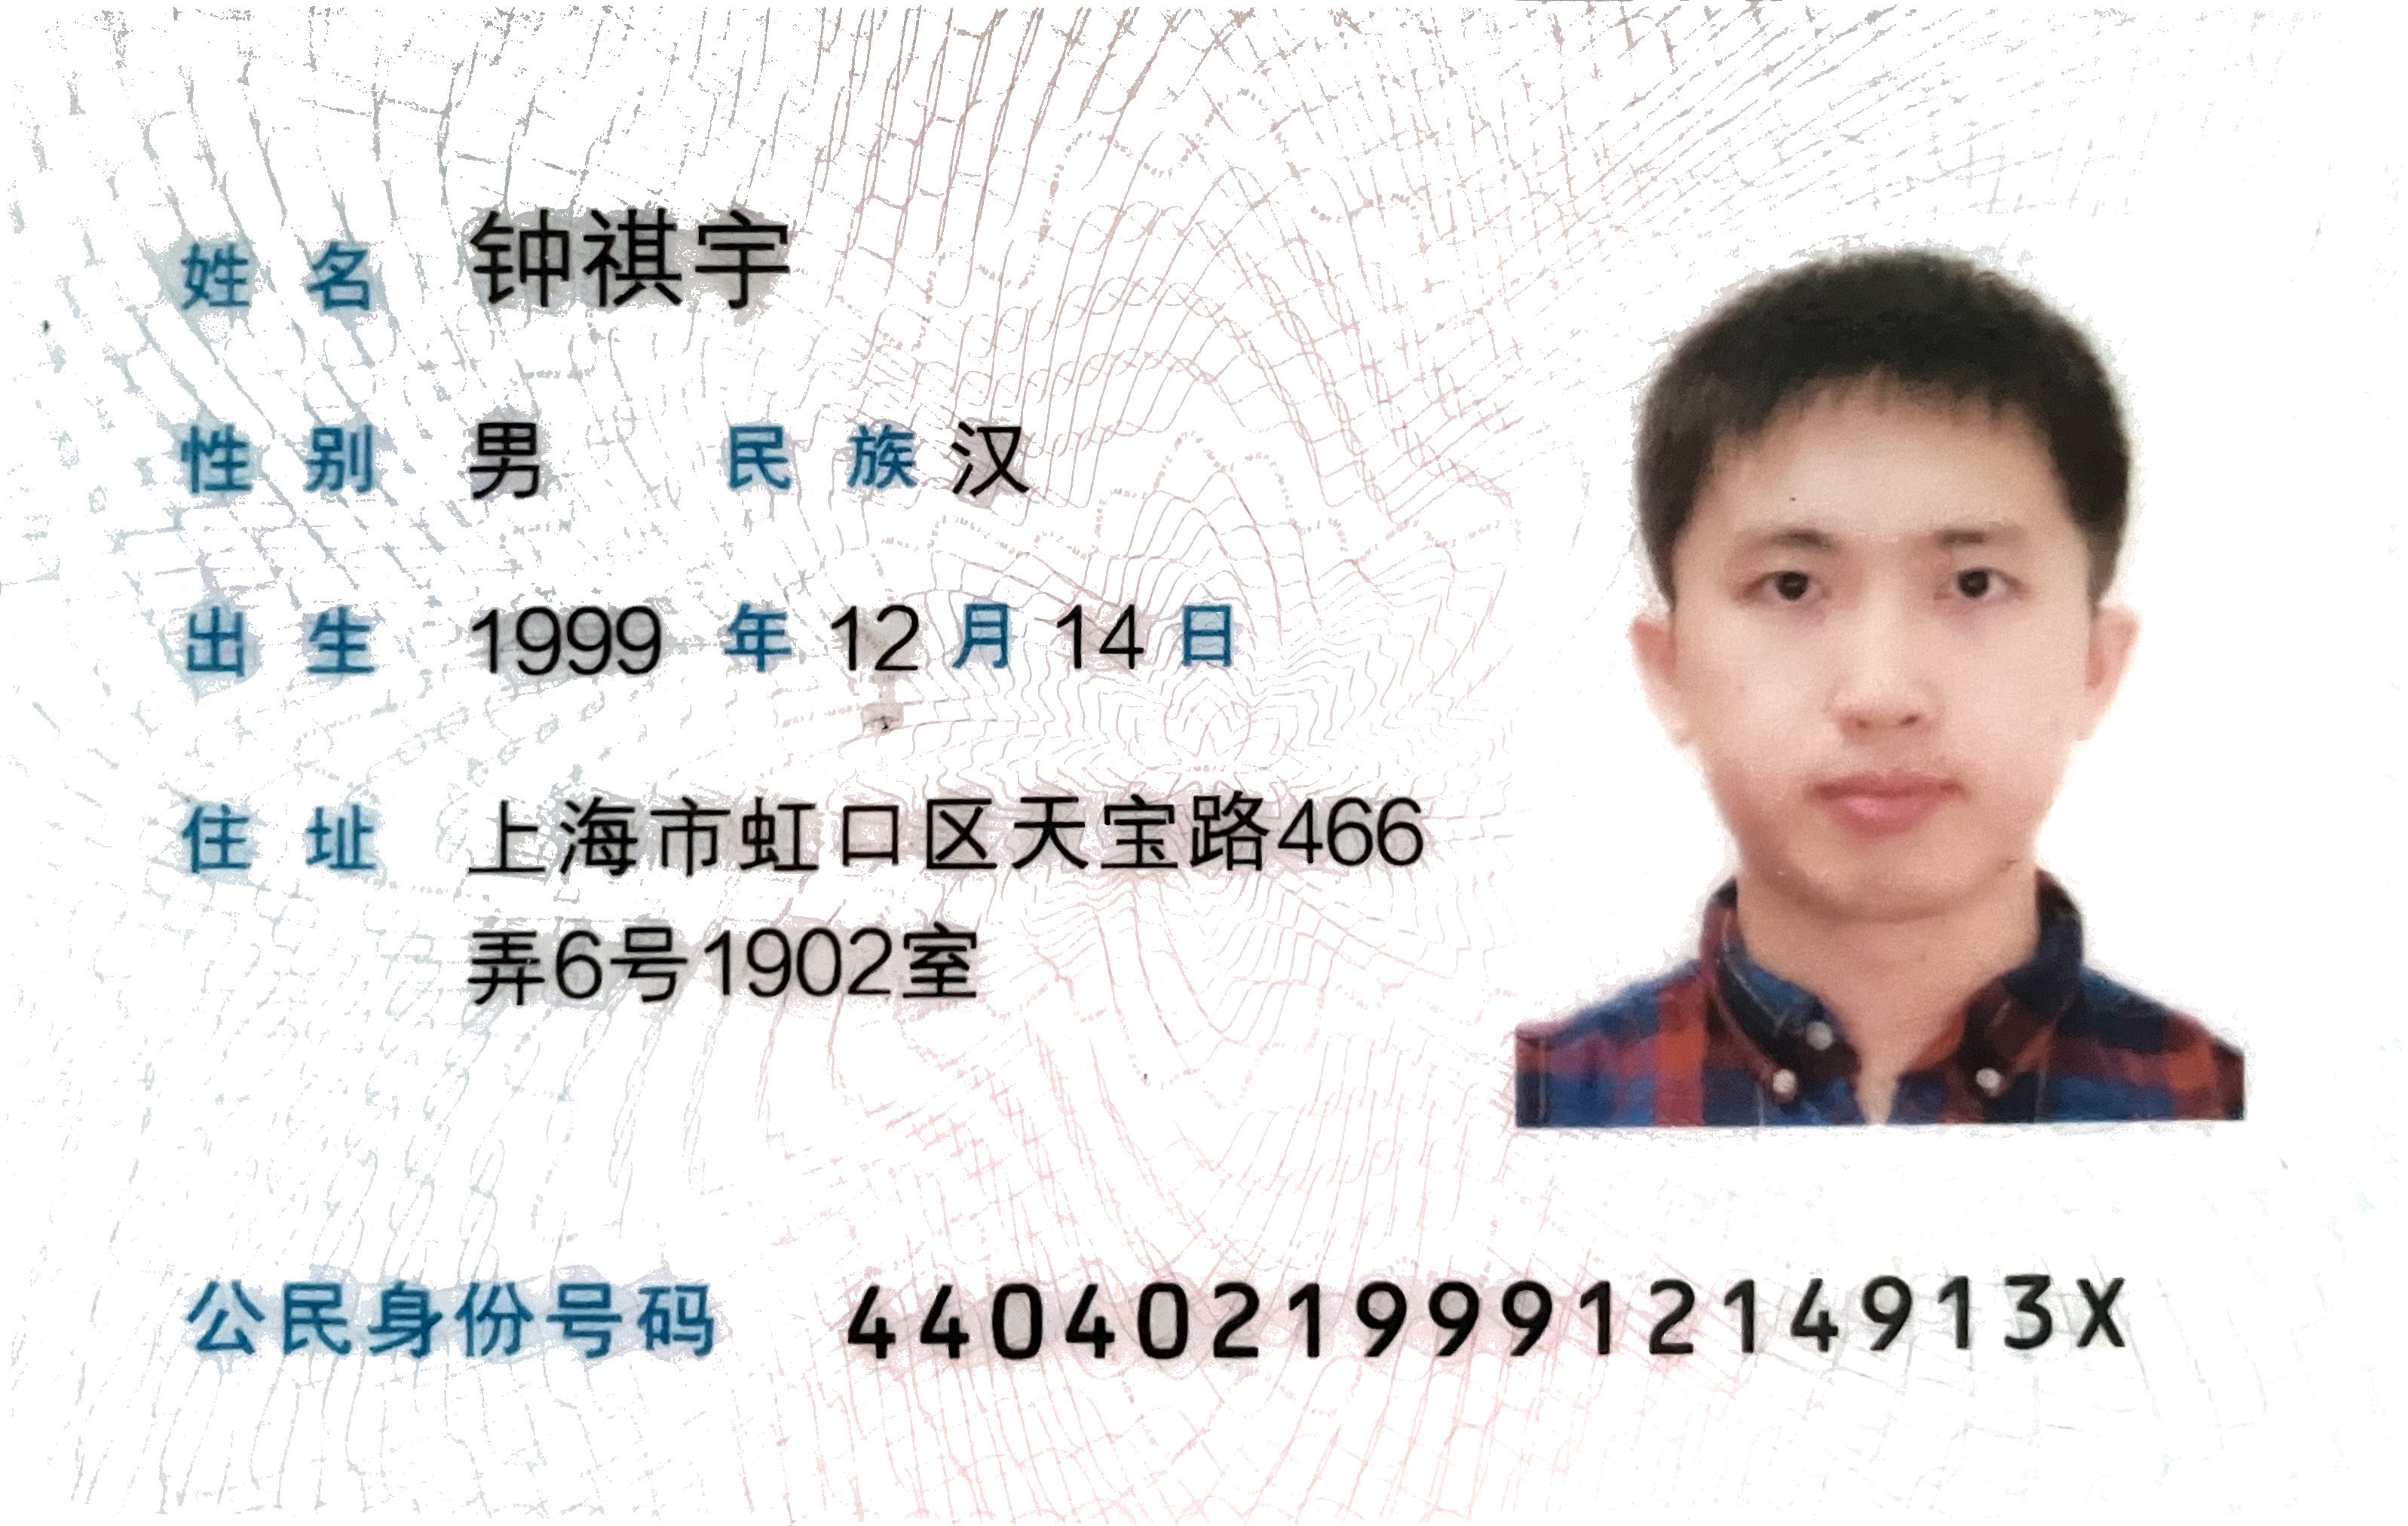 姓名 钟祺宇
性别 男 民族 汉
出生 1999 年 12 月 14 日
住址 上海市虹口区天宝路466
弄6号1902室
公民身份号码 44040219991214913X